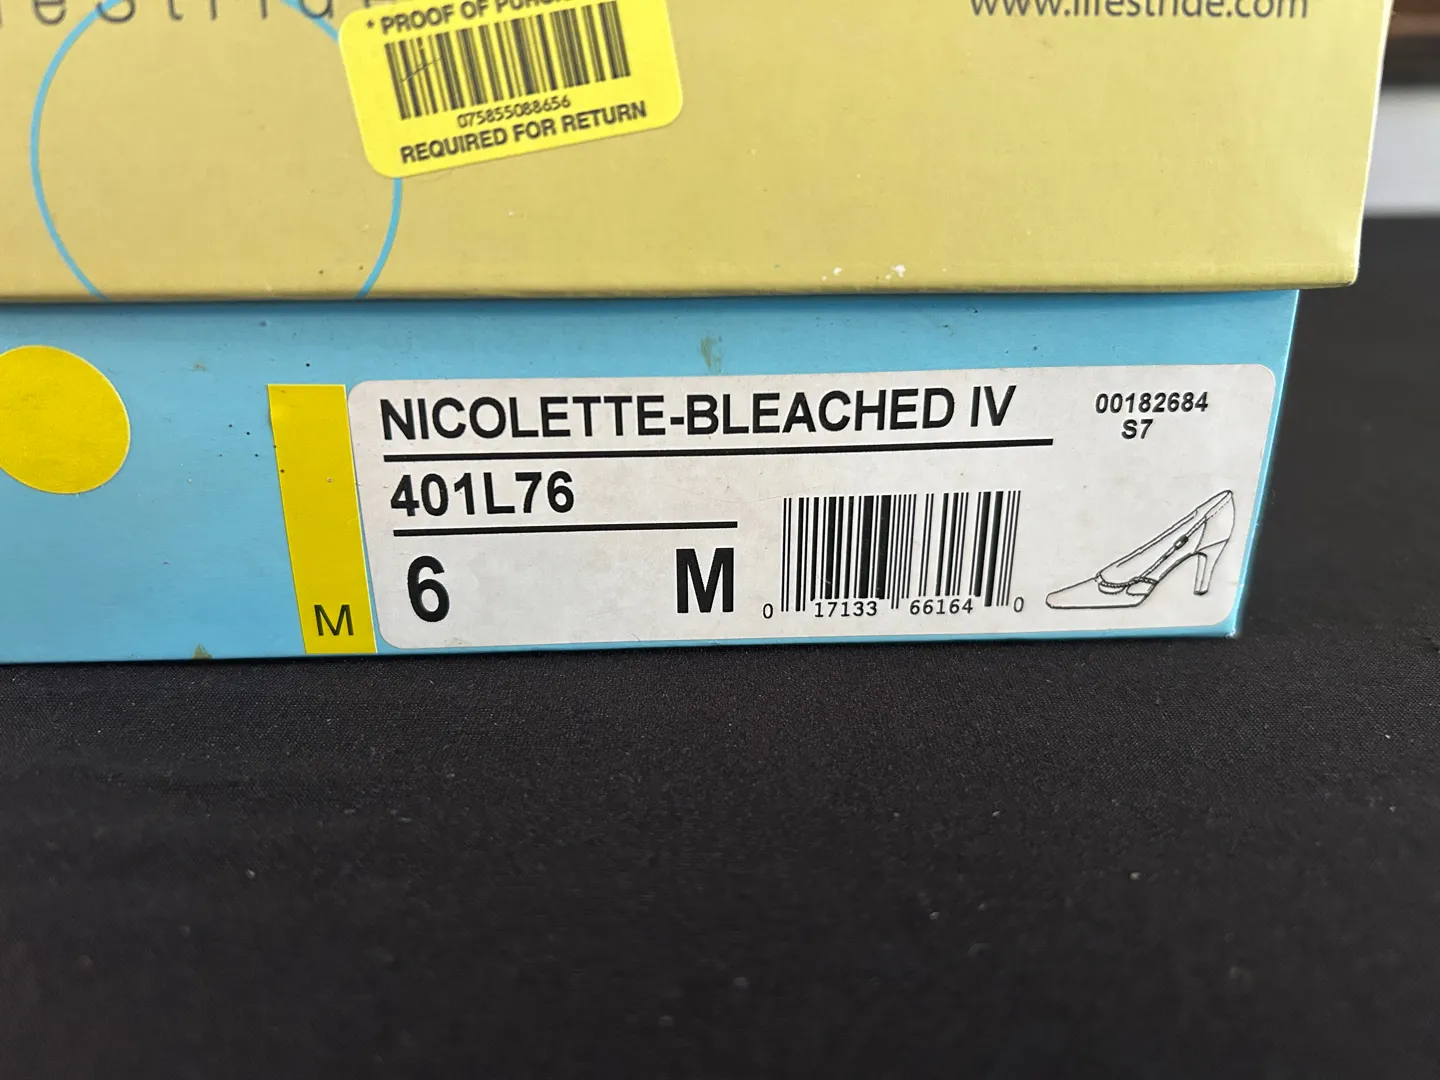 www.lifestride.com
* PROOF OF
075855088656
REQUIRED FOR RETURN
NICOLETTE-BLEACHED IV
00182684
S7
401L76
M
6 M
0 17133 66164 0